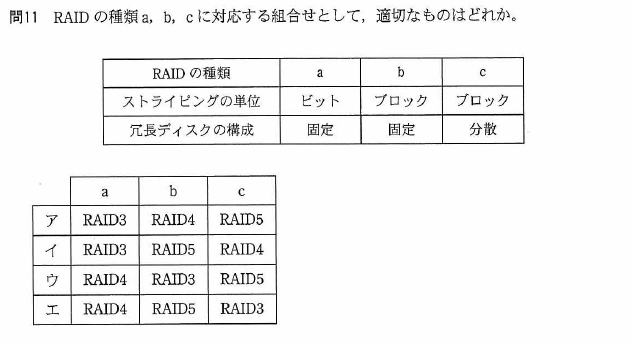 問11 RAID の種類 a, b, c に対応する組合せとして，適切なものはどれか。
RAID の種類 a b c
ストライピングの単位 ビット ブロック ブロック
冗長ディスクの構成 固定 固定 分散
a b c
ア RAID3 RAID4 RAID5
イ RAID3 RAID5 RAID4
ウ RAID4 RAID3 RAID5
エ RAID4 RAID5 RAID3